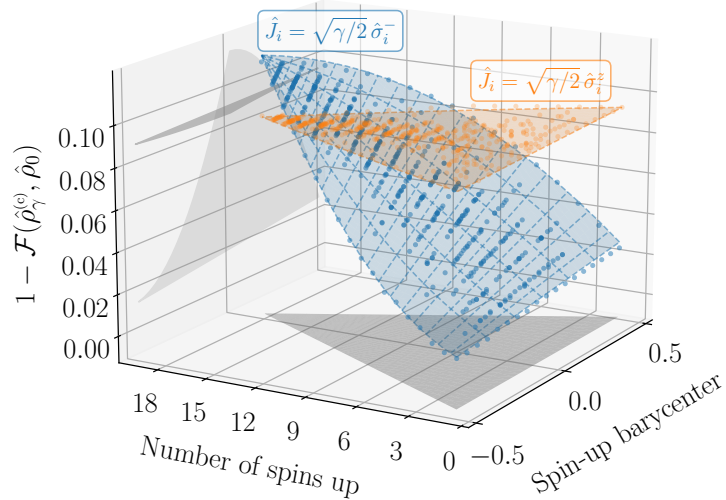 $\hat{J}_i = \sqrt{\gamma/2}\,\hat{\sigma}_i^-$
$\hat{J}_i = \sqrt{\gamma/2}\,\hat{\sigma}_i^z$
$1 - \mathcal{F}(\hat{\rho}_\gamma^{(c)}, \hat{\rho}_0)$
0.10
0.08
0.06
0.04
0.02
0.00
18 15 12 9 6 3 0
Number of spins up
−0.5 0.0 0.5
Spin-up barycenter